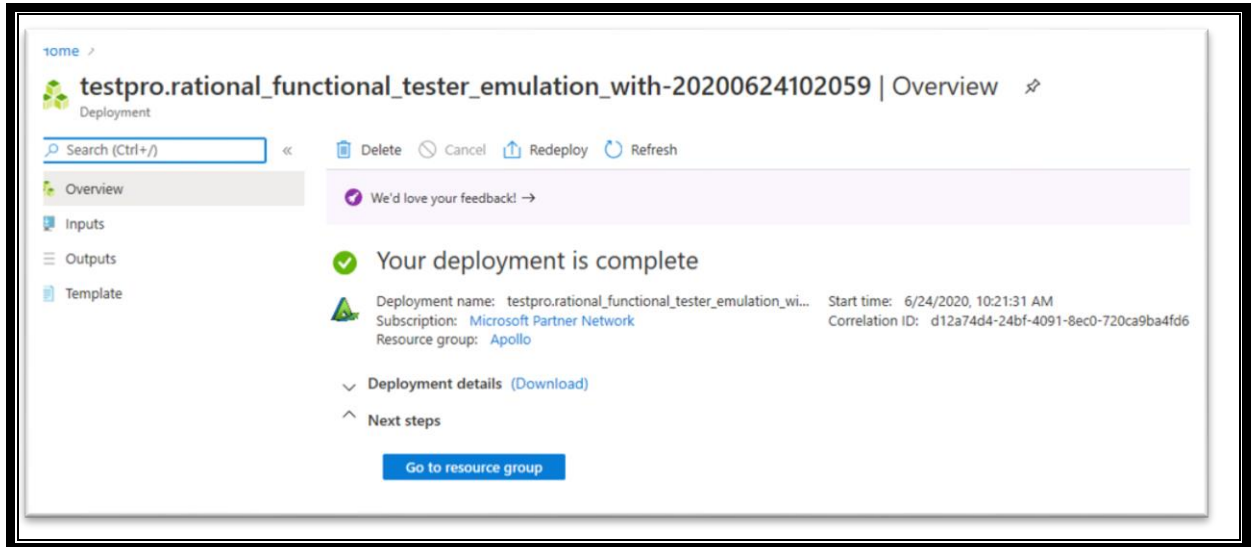 ome >
testpro.rational_functional_tester_emulation_with-20200624102059 | Overview
Deployment
Search (Ctrl+/)
«
Delete Cancel Redeploy Refresh
Overview
Inputs
Outputs
Template
We'd love your feedback! →
Your deployment is complete
Deployment name: testpro.rational_functional_tester_emulation_wi...
Subscription: Microsoft Partner Network
Resource group: Apollo
Start time: 6/24/2020, 10:21:31 AM
Correlation ID: d12a74d4-24bf-4091-8ec0-720ca9ba4fd6
Deployment details (Download)
Next steps
Go to resource group